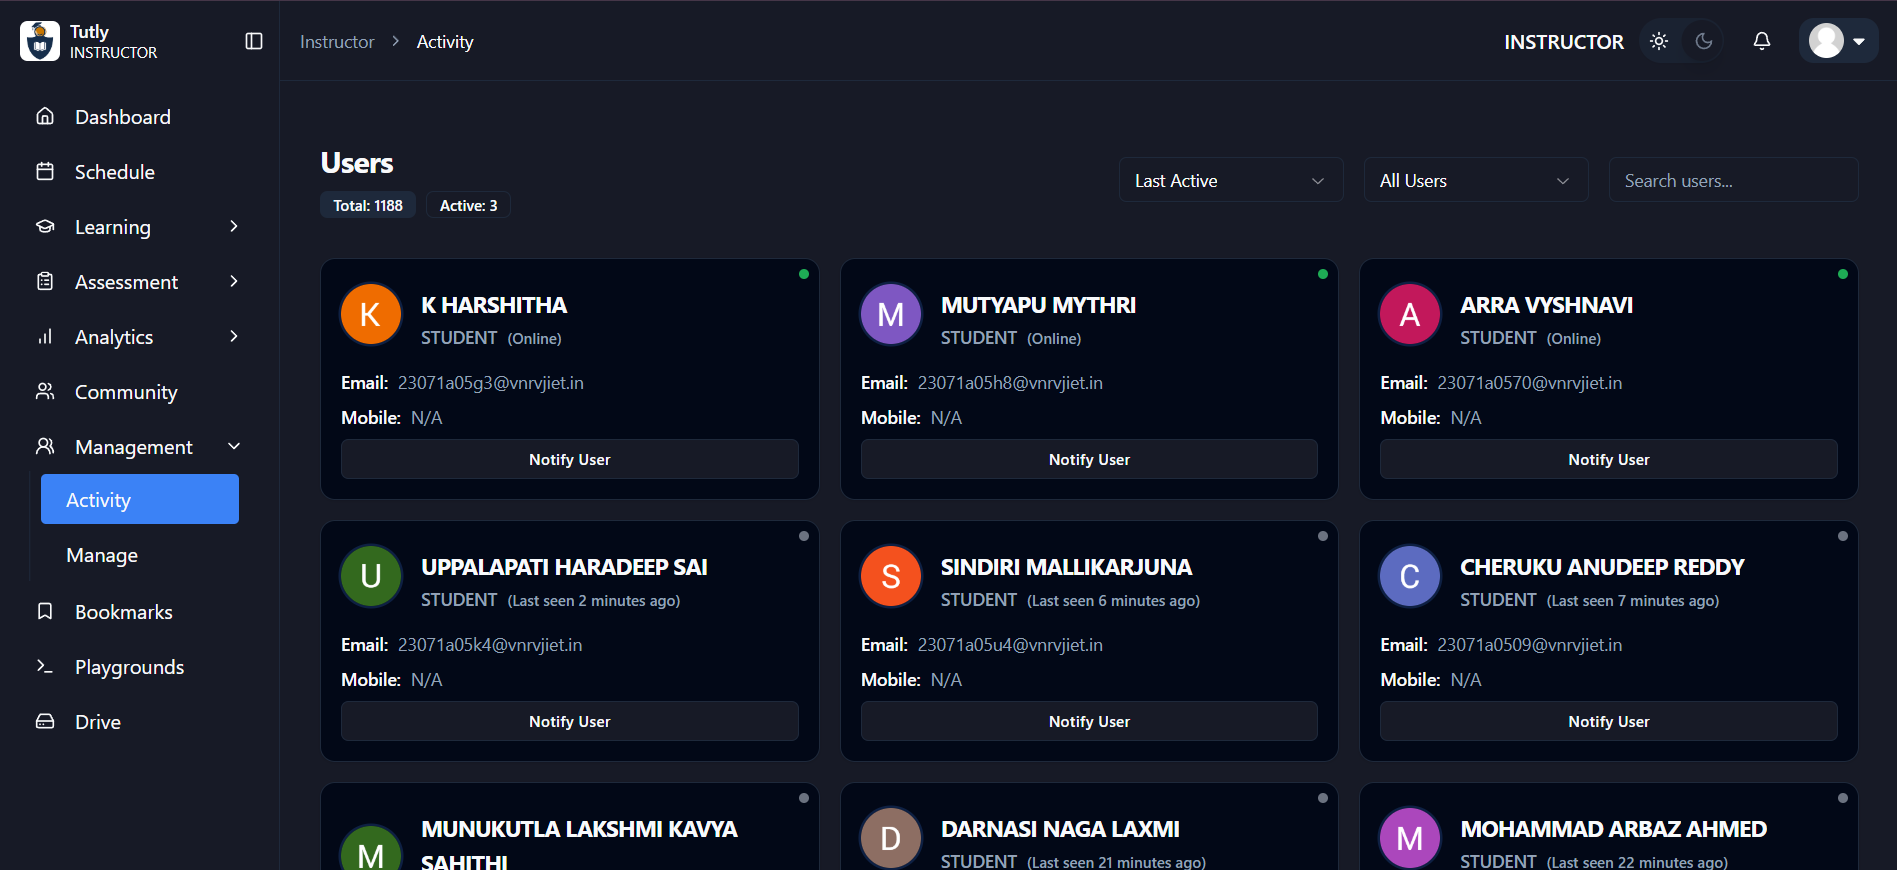 Tutly
INSTRUCTOR
Instructor > Activity
INSTRUCTOR
Dashboard
Schedule
Learning
Assessment
Analytics
Community
Management
Activity
Manage
Bookmarks
Playgrounds
Drive
Users
Total: 1188
Active: 3
Last Active
All Users
Search users...
K
K HARSHITHA
STUDENT (Online)
Email: 23071a05g3@vnrvjiet.in
Mobile: N/A
Notify User
M
MUTYAPU MYTHRI
STUDENT (Online)
Email: 23071a05h8@vnrvjiet.in
Mobile: N/A
Notify User
A
ARRA VYSHNAVI
STUDENT (Online)
Email: 23071a0570@vnrvjiet.in
Mobile: N/A
Notify User
U
UPPALAPATI HARADEEP SAI
STUDENT (Last seen 2 minutes ago)
Email: 23071a05k4@vnrvjiet.in
Mobile: N/A
Notify User
S
SINDIRI MALLIKARJUNA
STUDENT (Last seen 6 minutes ago)
Email: 23071a05u4@vnrvjiet.in
Mobile: N/A
Notify User
C
CHERUKU ANUDEEP REDDY
STUDENT (Last seen 7 minutes ago)
Email: 23071a0509@vnrvjiet.in
Mobile: N/A
Notify User
M
MUNUKUTLA LAKSHMI KAVYA
SAHITHI
D
DARNASI NAGA LAXMI
STUDENT (Last seen 21 minutes ago)
M
MOHAMMAD ARBAZ AHMED
STUDENT (Last seen 22 minutes ago)